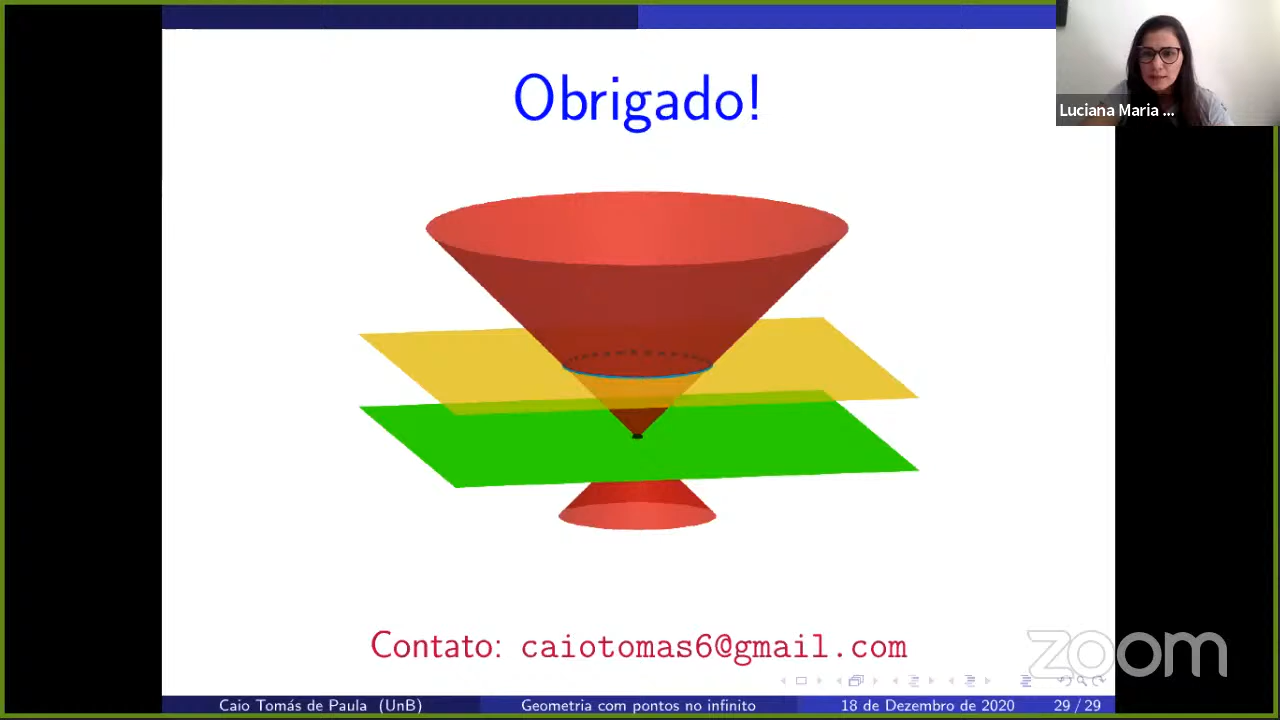 Obrigado!
Luciana Maria ...
Contato: caiotomas6@gmail.com
zoom
Caio Tomás de Paula (UnB) Geometria com pontos no infinito 18 de Dezembro de 2020 29 / 29